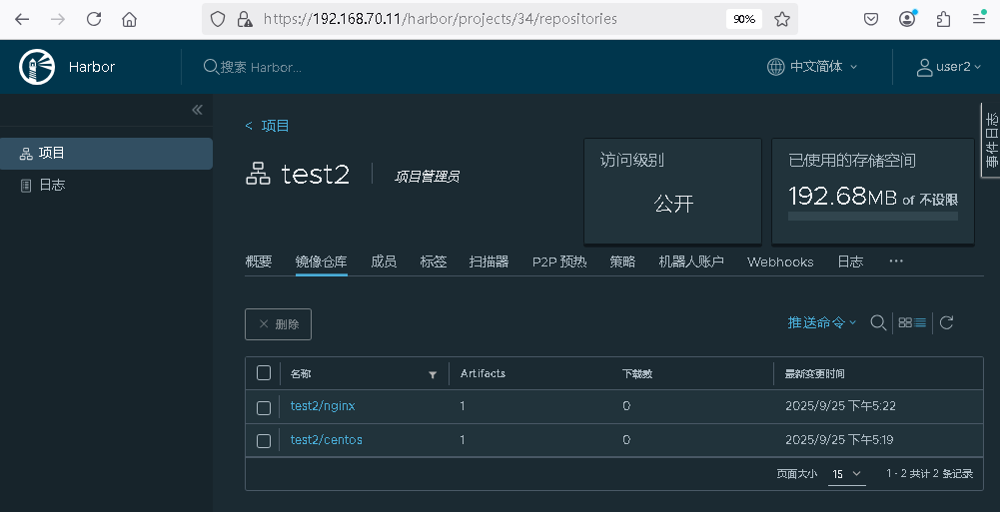 https://192.168.70.11/harbor/projects/34/repositories 90%
Harbor 搜索 Harbor... 中文简体 user2
项目
日志
< 项目
test2 项目管理员
访问级别
公开
已使用的存储空间
192.68MB of 不设限
事件日志
概要 镜像仓库 成员 标签 扫描器 P2P 预热 策略 机器人账户 Webhooks 日志 ...
× 删除 推送命令
名称 Artifacts 下载数 最新变更时间
test2/nginx 1 0 2025/9/25 下午5:22
test2/centos 1 0 2025/9/25 下午5:19
页面大小 15 1 - 2 共计 2 条记录